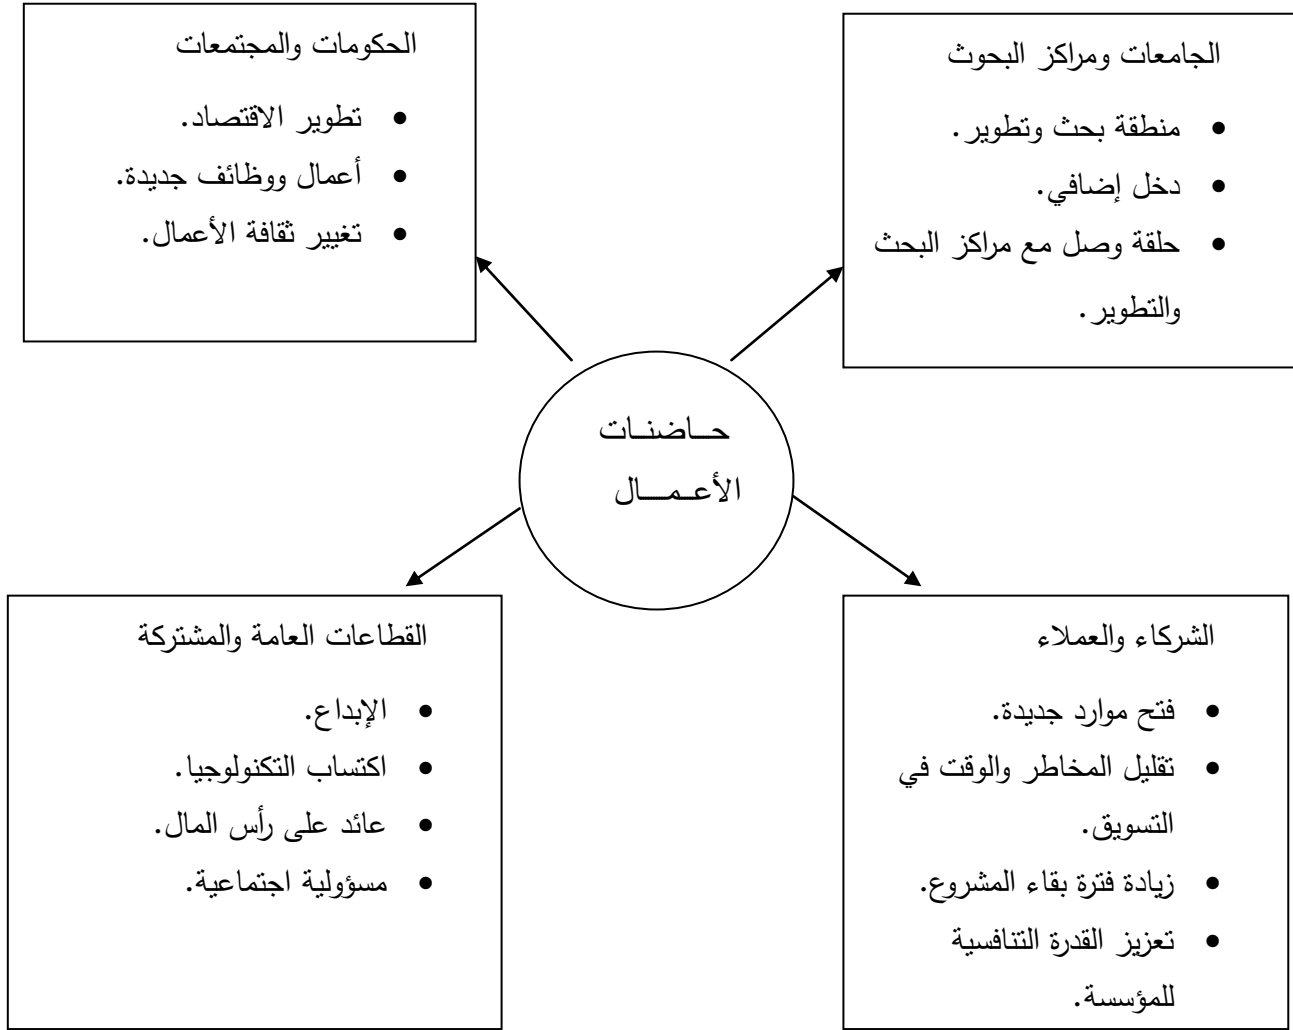 الجامعات ومراكز البحوث
• منطقة بحث وتطوير.
• دخل إضافي.
• حلقة وصل مع مراكز البحث
والتطوير.
الحكومات والمجتمعات
• تطوير الاقتصاد.
• أعمال ووظائف جديدة.
• تغيير ثقافة الأعمال.
حـاضنـات
الأعـمــال
الشركاء والعملاء
• فتح موارد جديدة.
• تقليل المخاطر والوقت في
التسويق.
• زيادة فترة بقاء المشروع.
• تعزيز القدرة التنافسية
للمؤسسة.
القطاعات العامة والمشتركة
• الإبداع.
• اكتساب التكنولوجيا.
• عائد على رأس المال.
• مسؤولية اجتماعية.